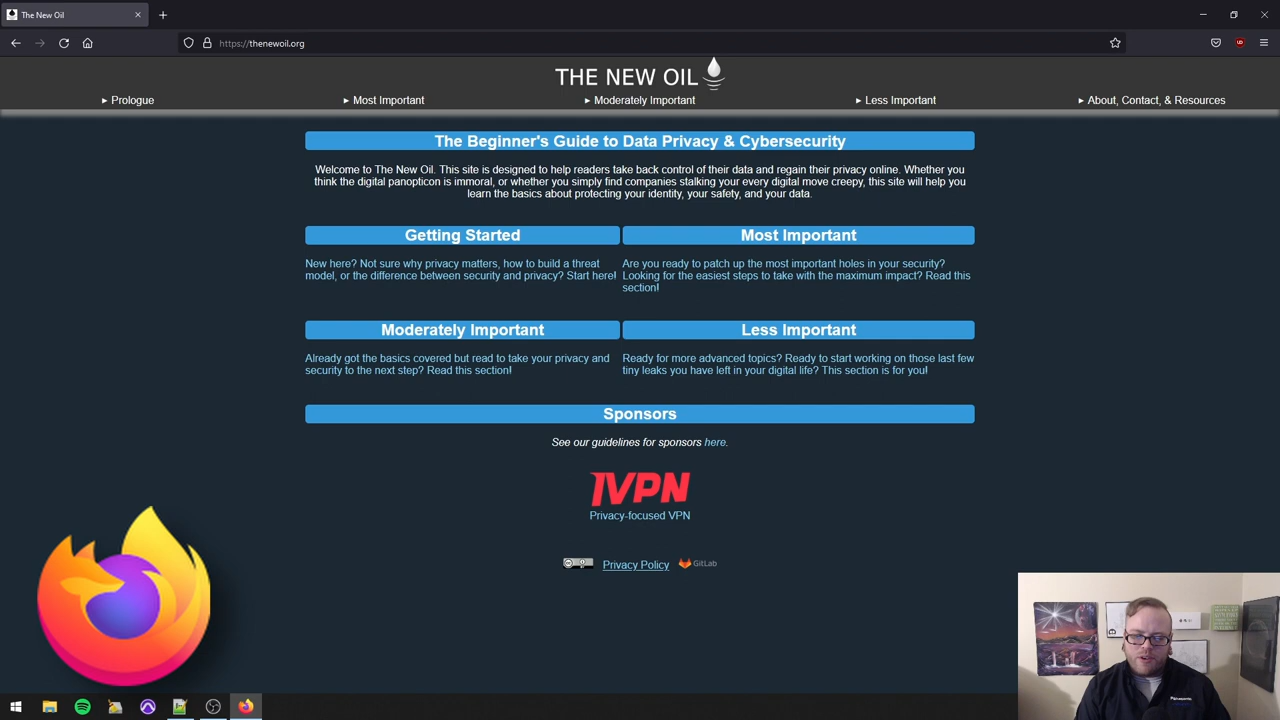 The New Oil
https://thenewoil.org
THE NEW OIL
Prologue
Most Important
Moderately Important
Less Important
About, Contact, & Resources
The Beginner's Guide to Data Privacy & Cybersecurity
Welcome to The New Oil. This site is designed to help readers take back control of their data and regain their privacy online. Whether you
think the digital panopticon is immoral, or whether you simply find companies stalking your every digital move creepy, this site will help you
learn the basics about protecting your identity, your safety, and your data.
Getting Started
New here? Not sure why privacy matters, how to build a threat
model, or the difference between security and privacy? Start here!
Most Important
Are you ready to patch up the most important holes in your security?
Looking for the easiest steps to take with the maximum impact? Read this
section!
Moderately Important
Already got the basics covered but read to take your privacy and
security to the next step? Read this section!
Less Important
Ready for more advanced topics? Ready to start working on those last few
tiny leaks you have left in your digital life? This section is for you!
Sponsors
See our guidelines for sponsors here.
IVPN
Privacy-focused VPN
Privacy Policy
GitLab